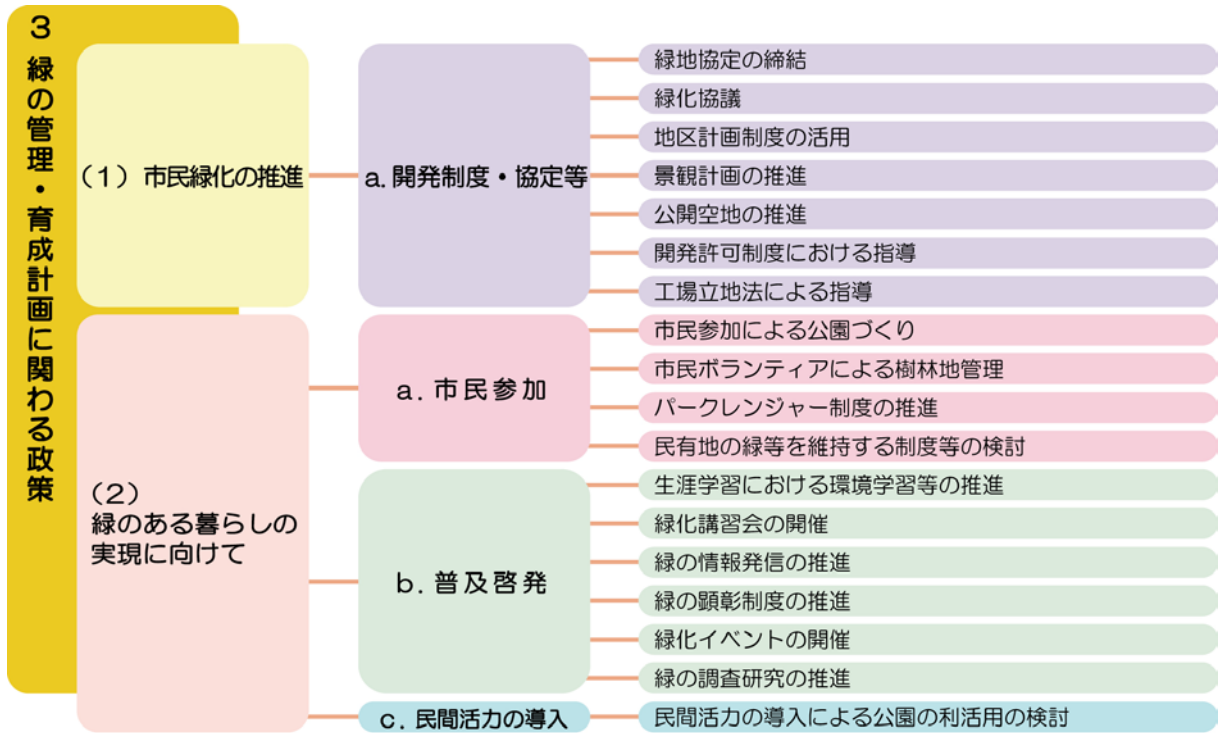 3 緑の管理・育成計画に関わる政策
（1）市民緑化の推進
a. 開発制度・協定等
緑地協定の締結
緑化協議
地区計画制度の活用
景観計画の推進
公開空地の推進
開発許可制度における指導
工場立地法による指導
（2）
緑のある暮らしの
実現に向けて
a. 市民参加
市民参加による公園づくり
市民ボランティアによる樹林地管理
パークレンジャー制度の推進
民有地の緑等を維持する制度等の検討
b. 普及啓発
生涯学習における環境学習等の推進
緑化講習会の開催
緑の情報発信の推進
緑の顕彰制度の推進
緑化イベントの開催
緑の調査研究の推進
c. 民間活力の導入
民間活力の導入による公園の利活用の検討